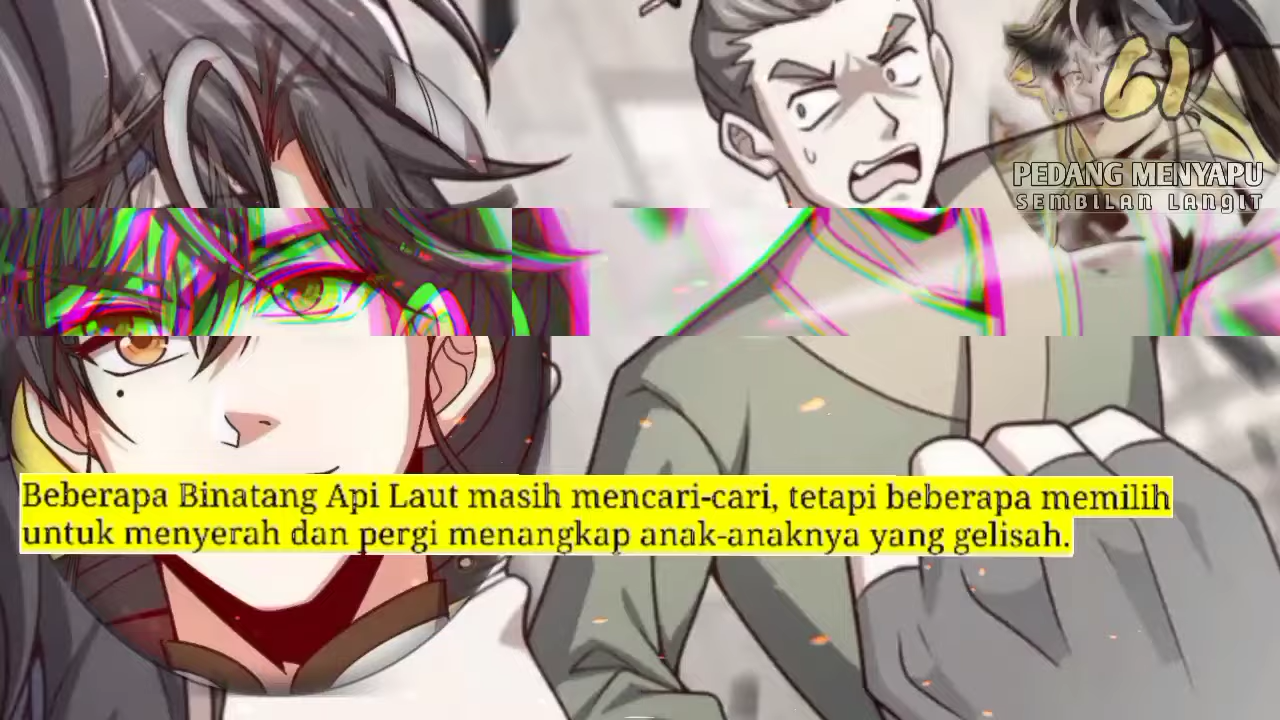 61
PEDANG MENYAPU
SEMBILAN LANGIT
Beberapa Binatang Api Laut masih mencari-cari, tetapi beberapa memilih
untuk menyerah dan pergi menangkap anak-anaknya yang gelisah.